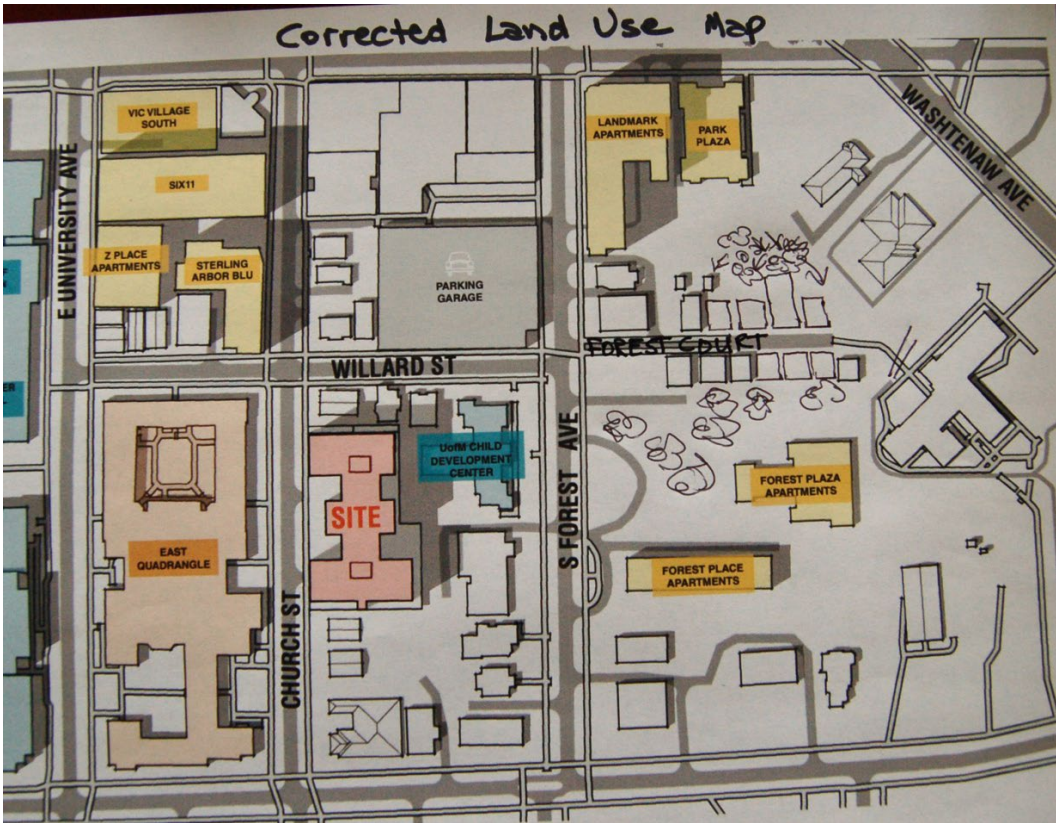 Corrected Land Use Map
VIC VILLAGE
SOUTH
LANDMARK
APARTMENTS
PARK
PLAZA
WASHTENAW AVE
E UNIVERSITY AVE
SIX11
Z PLACE
APARTMENTS
STERLING
ARBOR BLU
PARKING
GARAGE
FOREST COURT
WILLARD ST
UofM CHILD
DEVELOPMENT
CENTER
S FOREST AVE
FOREST PLAZA
APARTMENTS
SITE
EAST
QUADRANGLE
FOREST PLACE
APARTMENTS
CHURCH ST